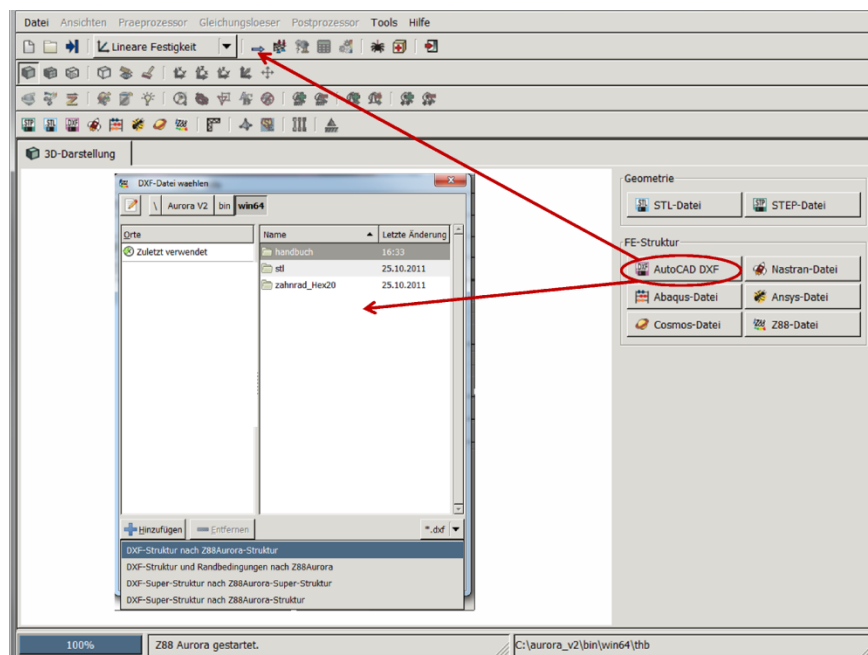 Datei Ansichten Praeprozessor Gleichungsloeser Postprozessor Tools Hilfe
Lineare Festigkeit
3D-Darstellung
DXF-Datei waehlen
\ Aurora V2 bin win64
Orte
Zuletzt verwendet
Name Letzte Änderung
handbuch 16:33
stl 25.10.2011
zahnrad_Hex20 25.10.2011
Hinzufügen Entfernen *.dxf
DXF-Struktur nach Z88Aurora-Struktur
DXF-Struktur und Randbedingungen nach Z88Aurora
DXF-Super-Struktur nach Z88Aurora-Super-Struktur
DXF-Super-Struktur nach Z88Aurora-Struktur
Geometrie
STL-Datei STEP-Datei
FE-Struktur
AutoCAD DXF Nastran-Datei
Abaqus-Datei Ansys-Datei
Cosmos-Datei Z88-Datei
100% Z88 Aurora gestartet. C:\aurora_v2\bin\win64\thb